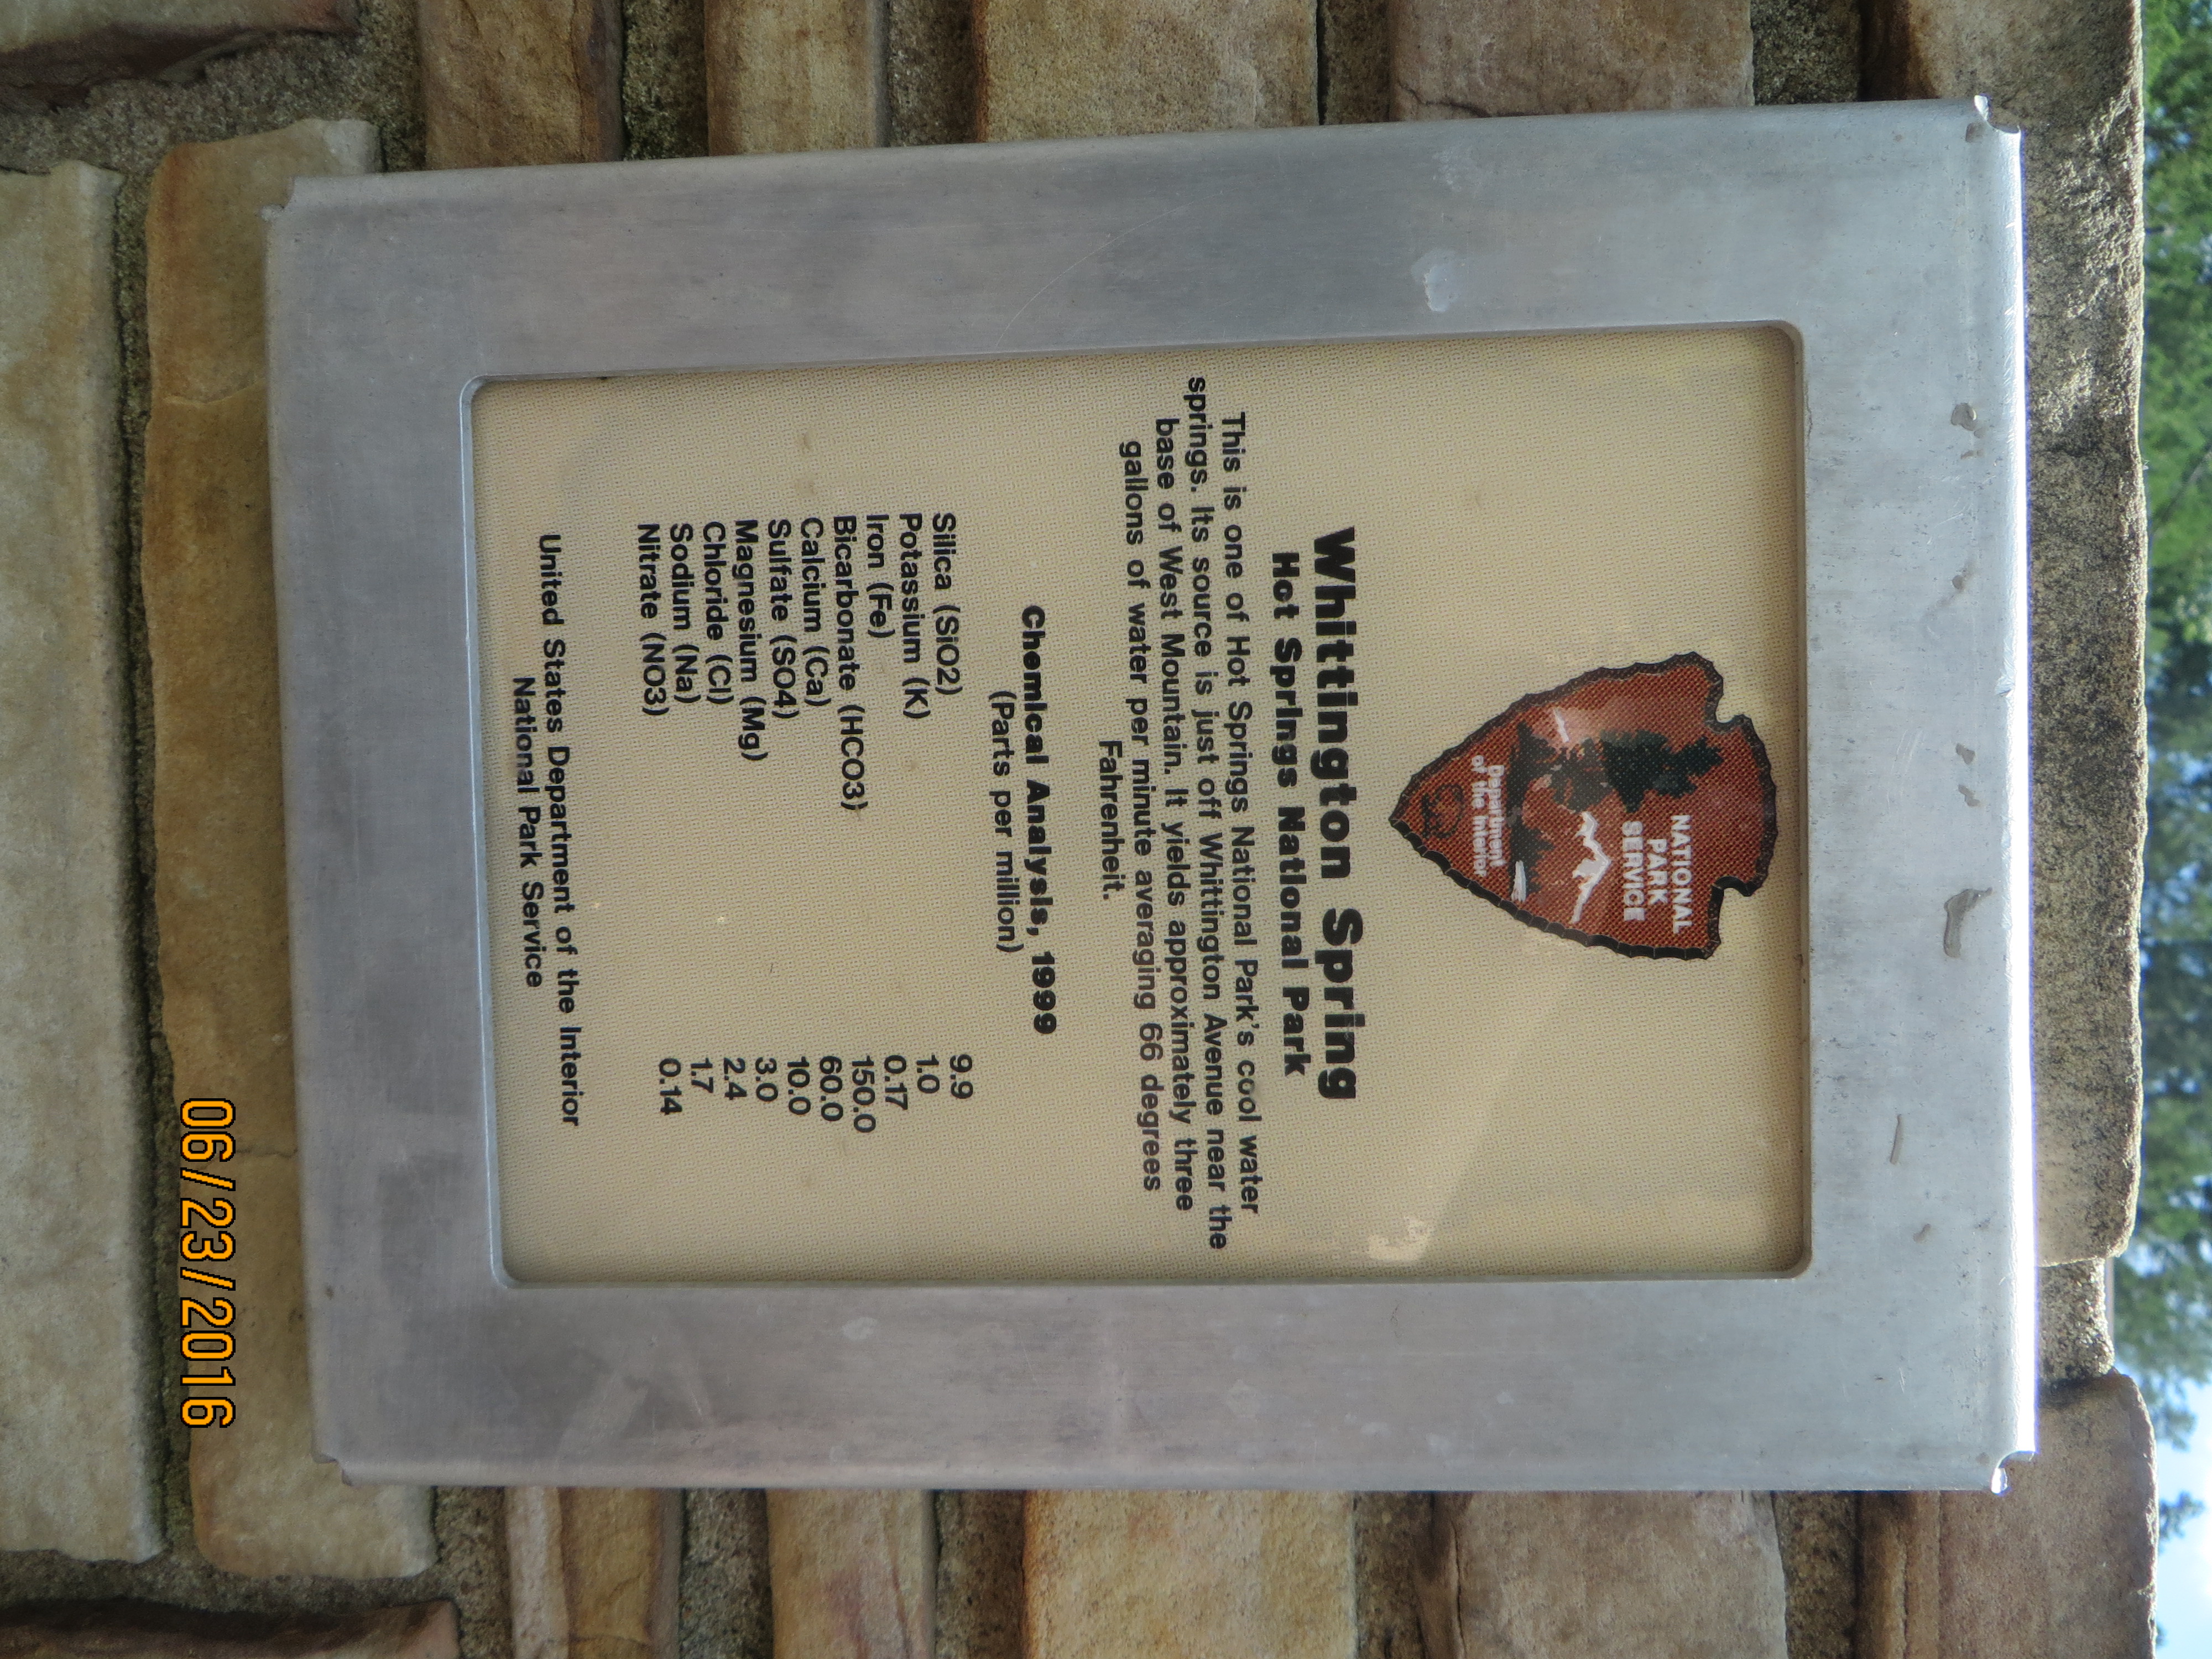 NATIONAL
PARK
SERVICE
Department
of the Interior
Whittington Spring
Hot Springs National Park
This is one of Hot Springs National Park's cool water
springs. Its source is just off Whittington Avenue near the
base of West Mountain. It yields approximately three
gallons of water per minute averaging 66 degrees
Fahrenheit.
Chemical Analysis, 1999
(Parts per million)
Silica (SiO2) 9.9
Potassium (K) 1.0
Iron (Fe) 0.17
Bicarbonate (HCO3) 150.0
Calcium (Ca) 60.0
Sulfate (SO4) 10.0
Magnesium (Mg) 3.0
Chloride (Cl) 2.4
Sodium (Na) 1.7
Nitrate (NO3) 0.14
United States Department of the Interior
National Park Service
06/23/2016